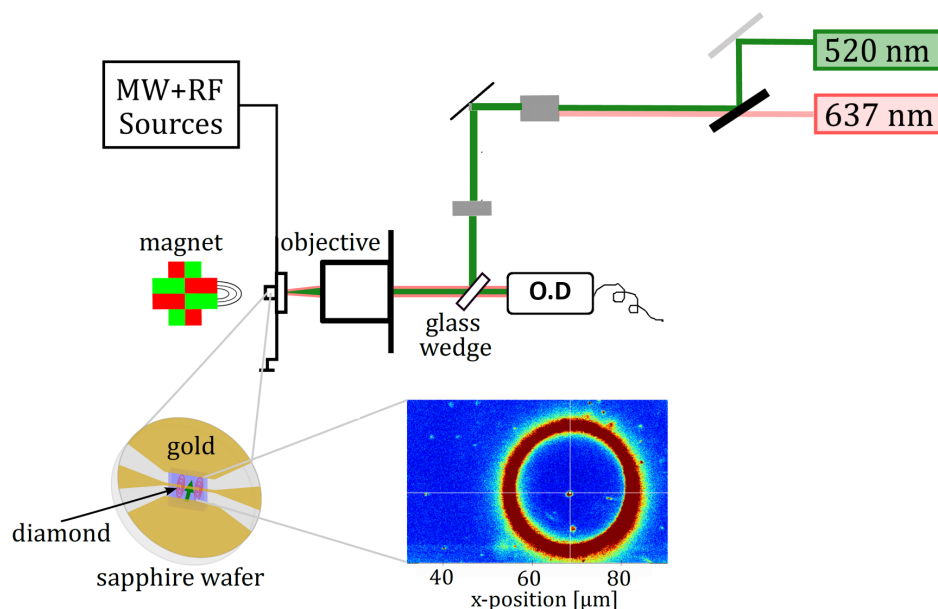 520 nm
MW+RF
Sources
637 nm
magnet
objective
O.D
glass
wedge
gold
diamond
sapphire wafer
40 60 80
x-position [μm]